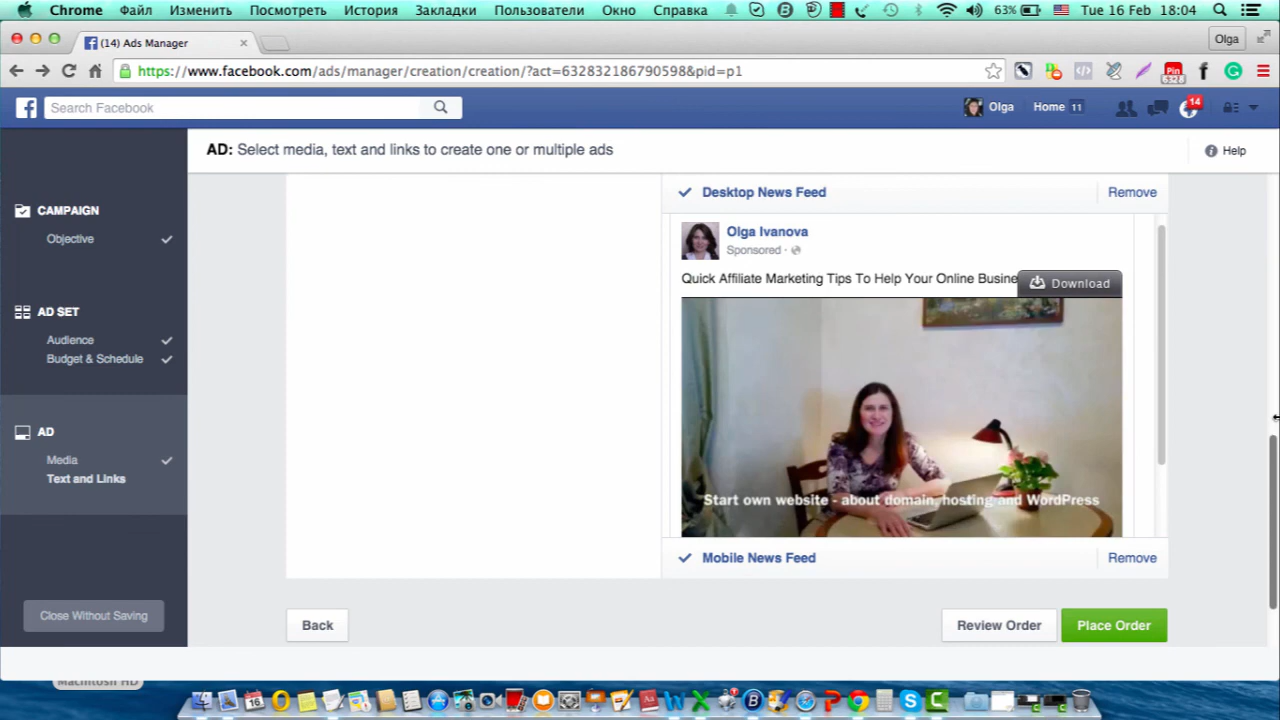 Chrome Файл Изменить Посмотреть История Закладки Пользователи Окно Справка 63% Tue 16 Feb 18:04
(14) Ads Manager
Olga
https://www.facebook.com/ads/manager/creation/creation/?act=632832186790598&pid=p1
Search Facebook
Olga
Home 11
14
AD: Select media, text and links to create one or multiple ads
Help
CAMPAIGN
Objective
AD SET
Audience
Budget & Schedule
AD
Media
Text and Links
Close Without Saving
Desktop News Feed
Remove
Olga Ivanova
Sponsored ·
Quick Affiliate Marketing Tips To Help Your Online Busine
Download
Start own website - about domain, hosting and WordPress
Mobile News Feed
Remove
Back
Review Order
Place Order
Macintosh HD